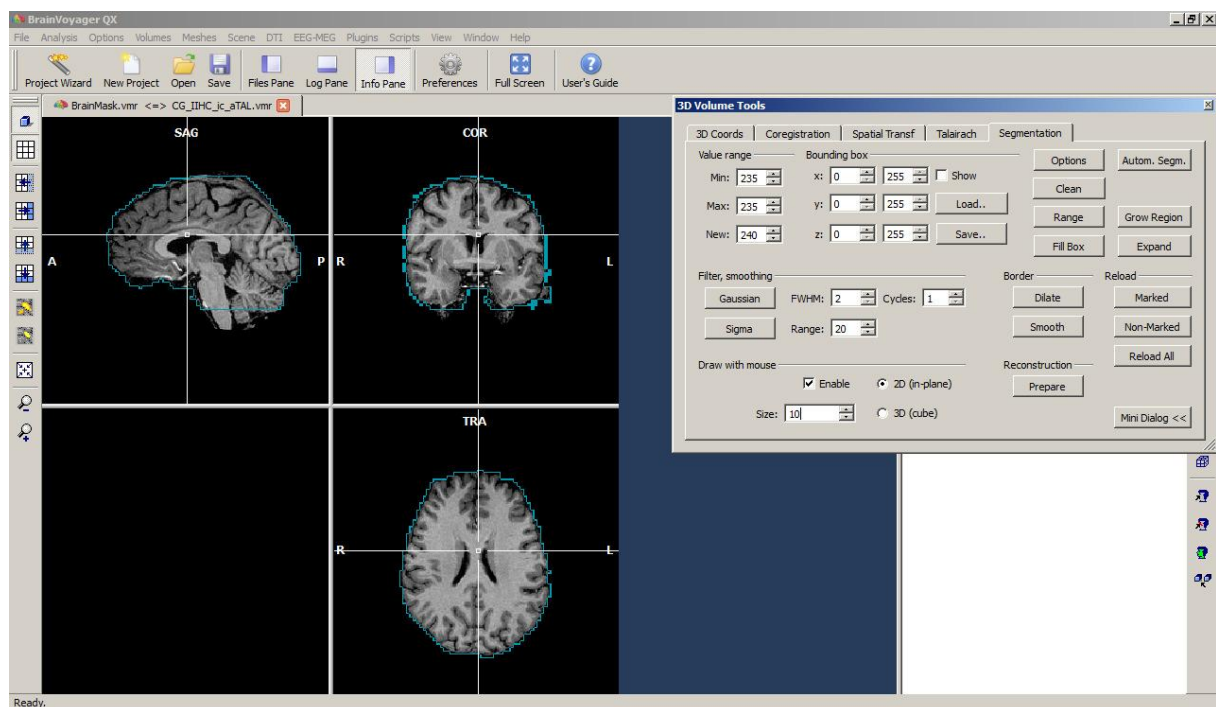 BrainVoyager QX
File Analysis Options Volumes Meshes Scene DTI EEG-MEG Plugins Scripts View Window Help
Project Wizard New Project Open Save Files Pane Log Pane Info Pane Preferences Full Screen User's Guide
BrainMask.vmr <=> CG_IIHC_ic_aTAL.vmr
SAG
A
P
COR
R
L
TRA
R
L
3D Volume Tools
3D Coords Coregistration Spatial Transf Talairach Segmentation
Value range Bounding box
Min: 235 x: 0 255 Show Options Autom. Segm.
Clean
Max: 235 y: 0 255 Load..
Range Grow Region
New: 240 z: 0 255 Save..
Fill Box Expand
Filter, smoothing Border Reload
Gaussian FWHM: 2 Cycles: 1 Dilate Marked
Sigma Range: 20 Smooth Non-Marked
Reload All
Draw with mouse Reconstruction
Enable 2D (in-plane) Prepare
Size: 10 3D (cube) Mini Dialog <<
Ready.